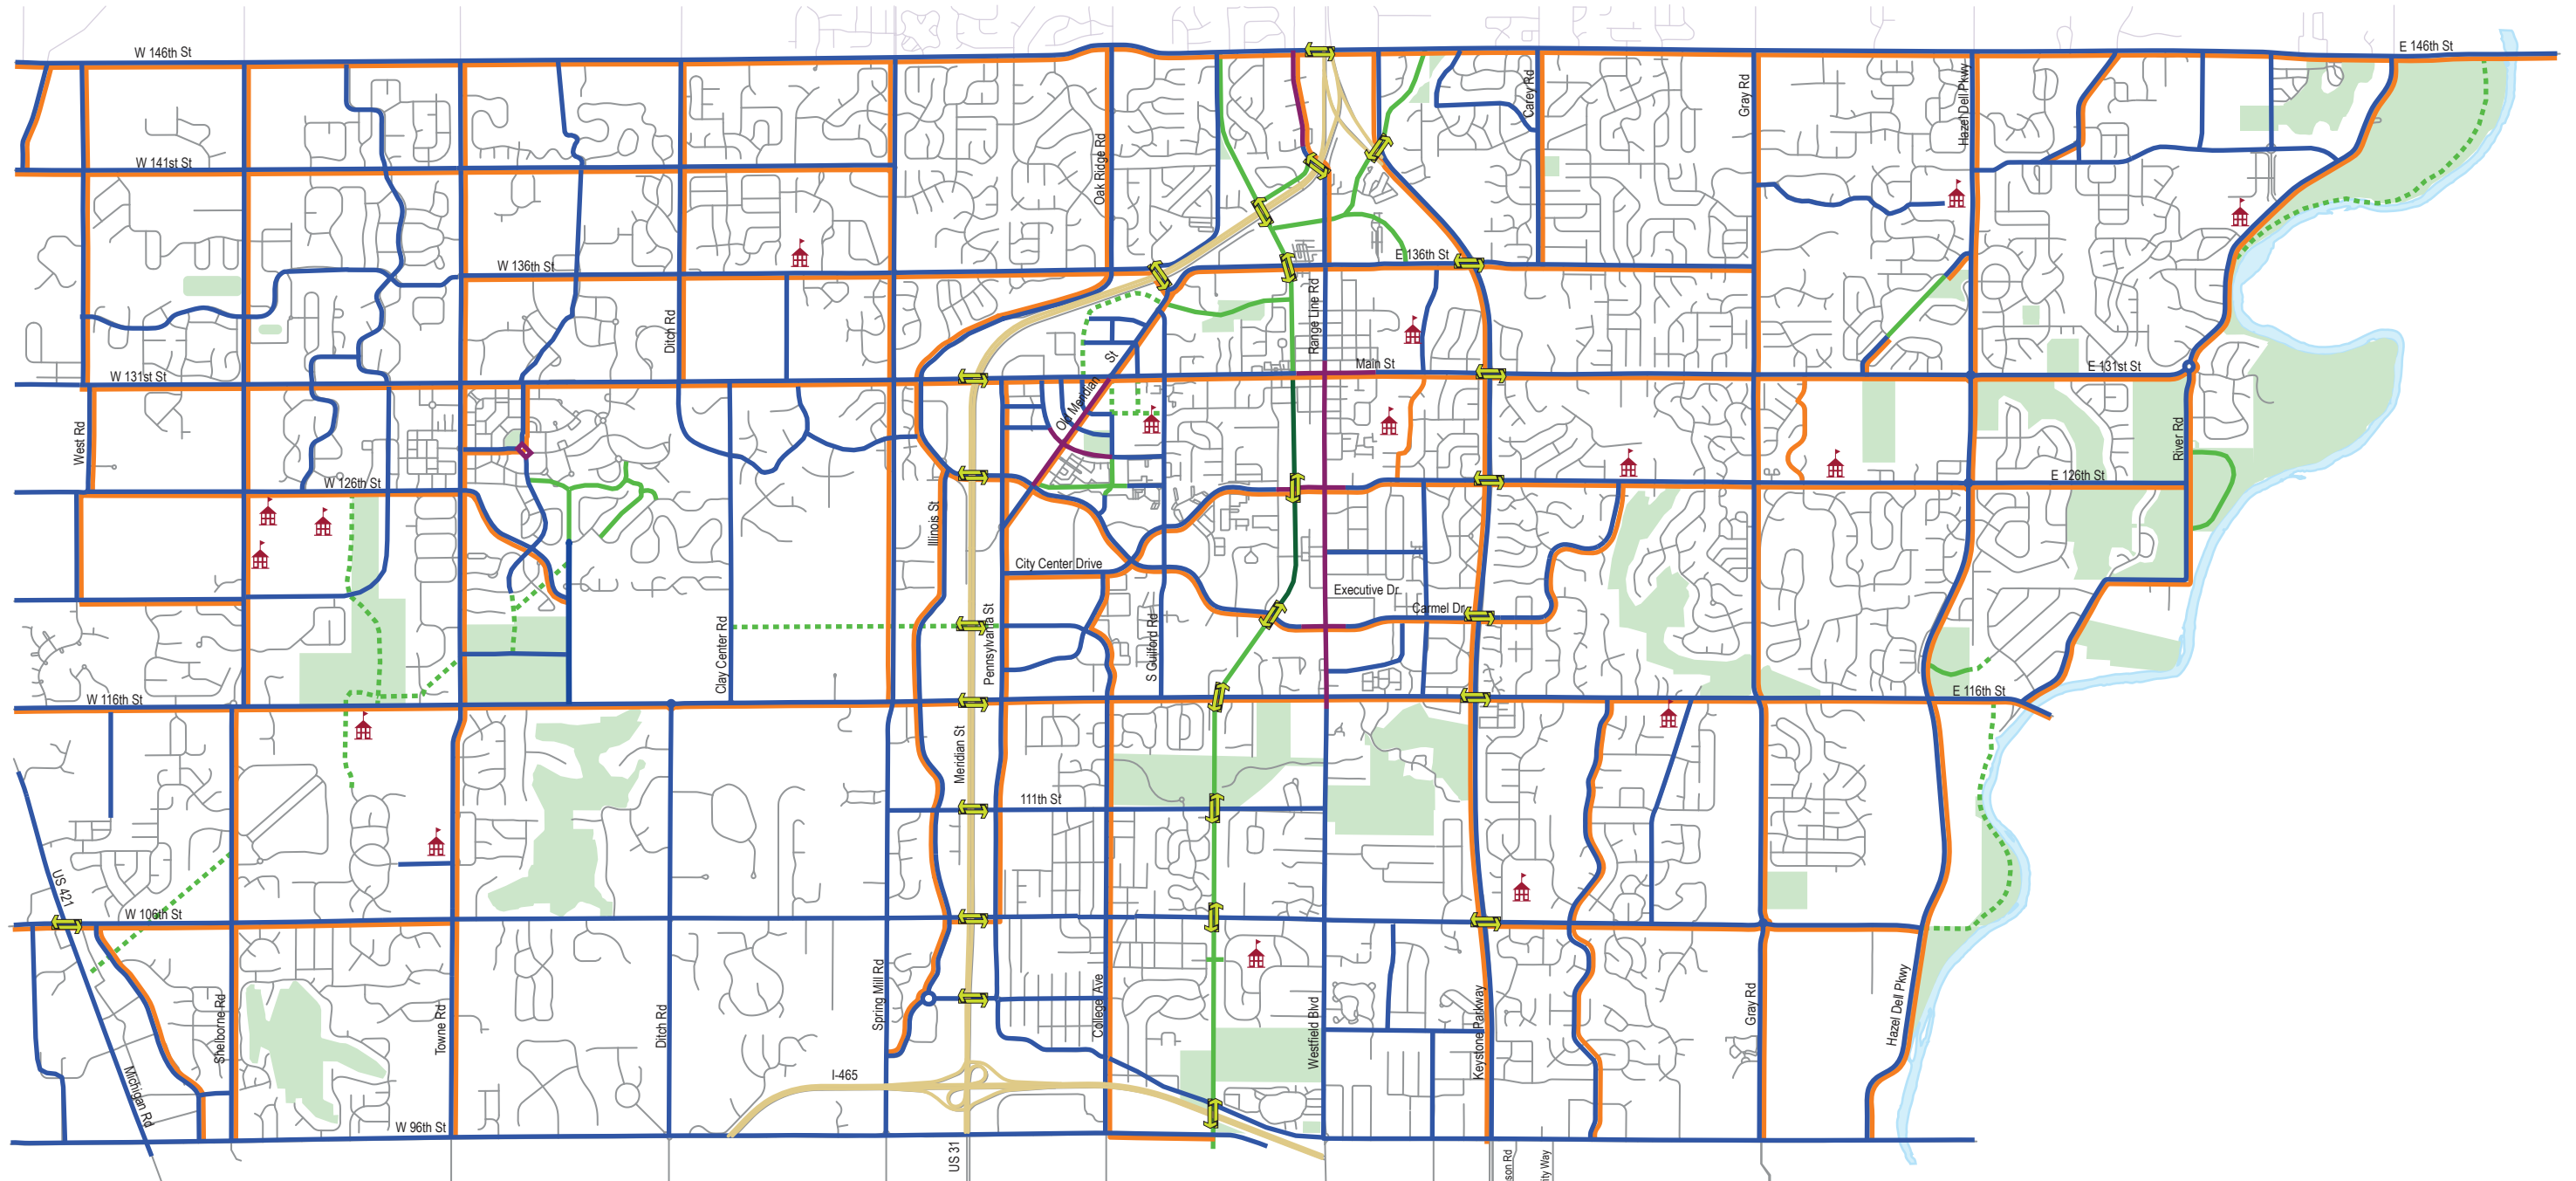 W 146th St
E 146th St
Carey Rd
Gray Rd
Hazel Dell Pkwy
W 141st St
Oak Ridge Rd
W 136th St
E 136th St
Ditch Rd
Range Line Rd
W 131st St
Main St
E 131st St
Old Meridian St
West Rd
River Rd
W 126th St
E 126th St
Illinois St
City Center Drive
Executive Dr
Carmel Dr
Clay Center Rd
Pennsylvania St
S Guilford Rd
W 116th St
E 116th St
Meridian St
111th St
US 421
W 106th St
Shelborne Rd
Towne Rd
Ditch Rd
Spring Mill Rd
College Ave
Westfield Blvd
Keystone Parkway
Gray Rd
Hazel Dell Pkwy
Michigan Rd
I-465
W 96th St
US 31
son Rd
ity Way